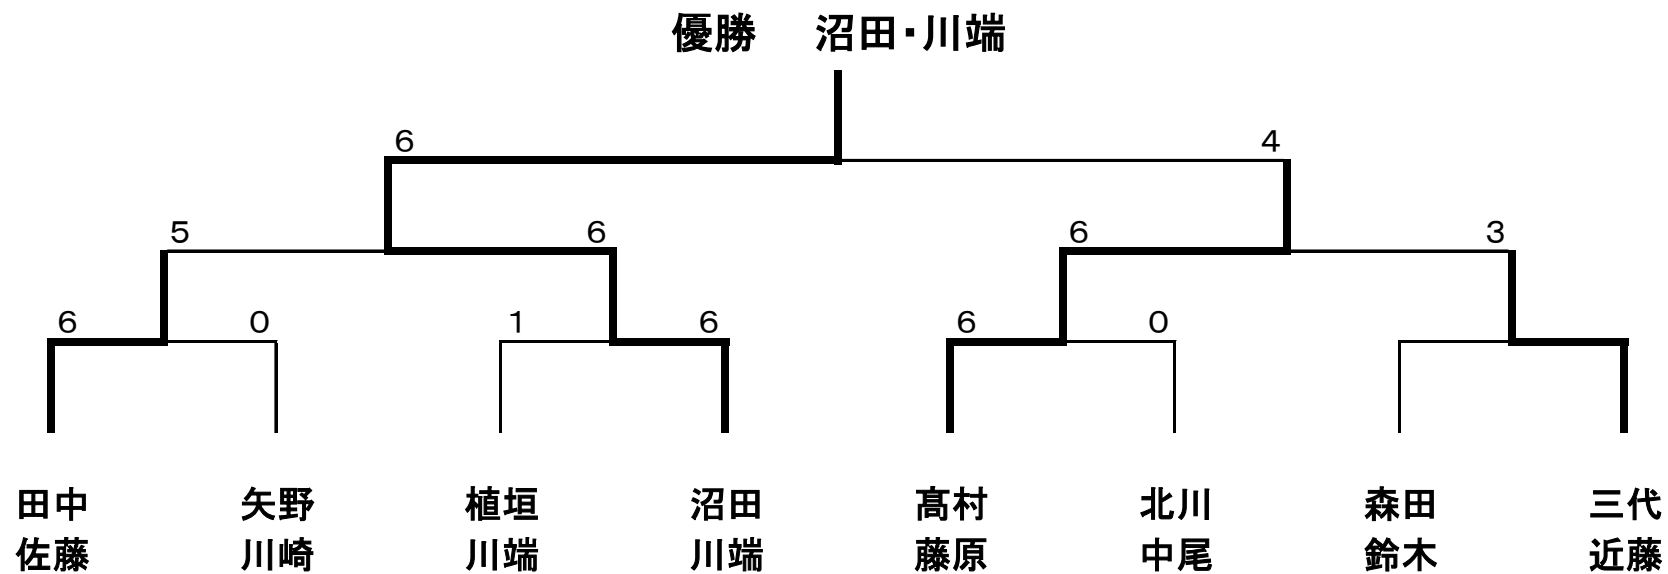 優勝　沼田・川端
6 4
5 6 6 3
6 0 1 6 6 0
田中 矢野 植垣 沼田 髙村 北川 森田 三代
佐藤 川崎 川端 川端 藤原 中尾 鈴木 近藤